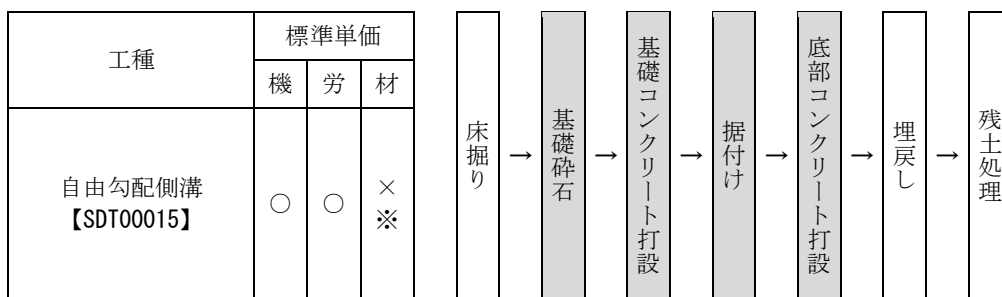 工種
標準単価
機
労
材
自由勾配側溝
【SDT00015】
○
○
×
※
床掘り
→
基礎砕石
→
基礎コンクリート打設
→
据付け
→
底部コンクリート打設
→
埋戻し
→
残土処理